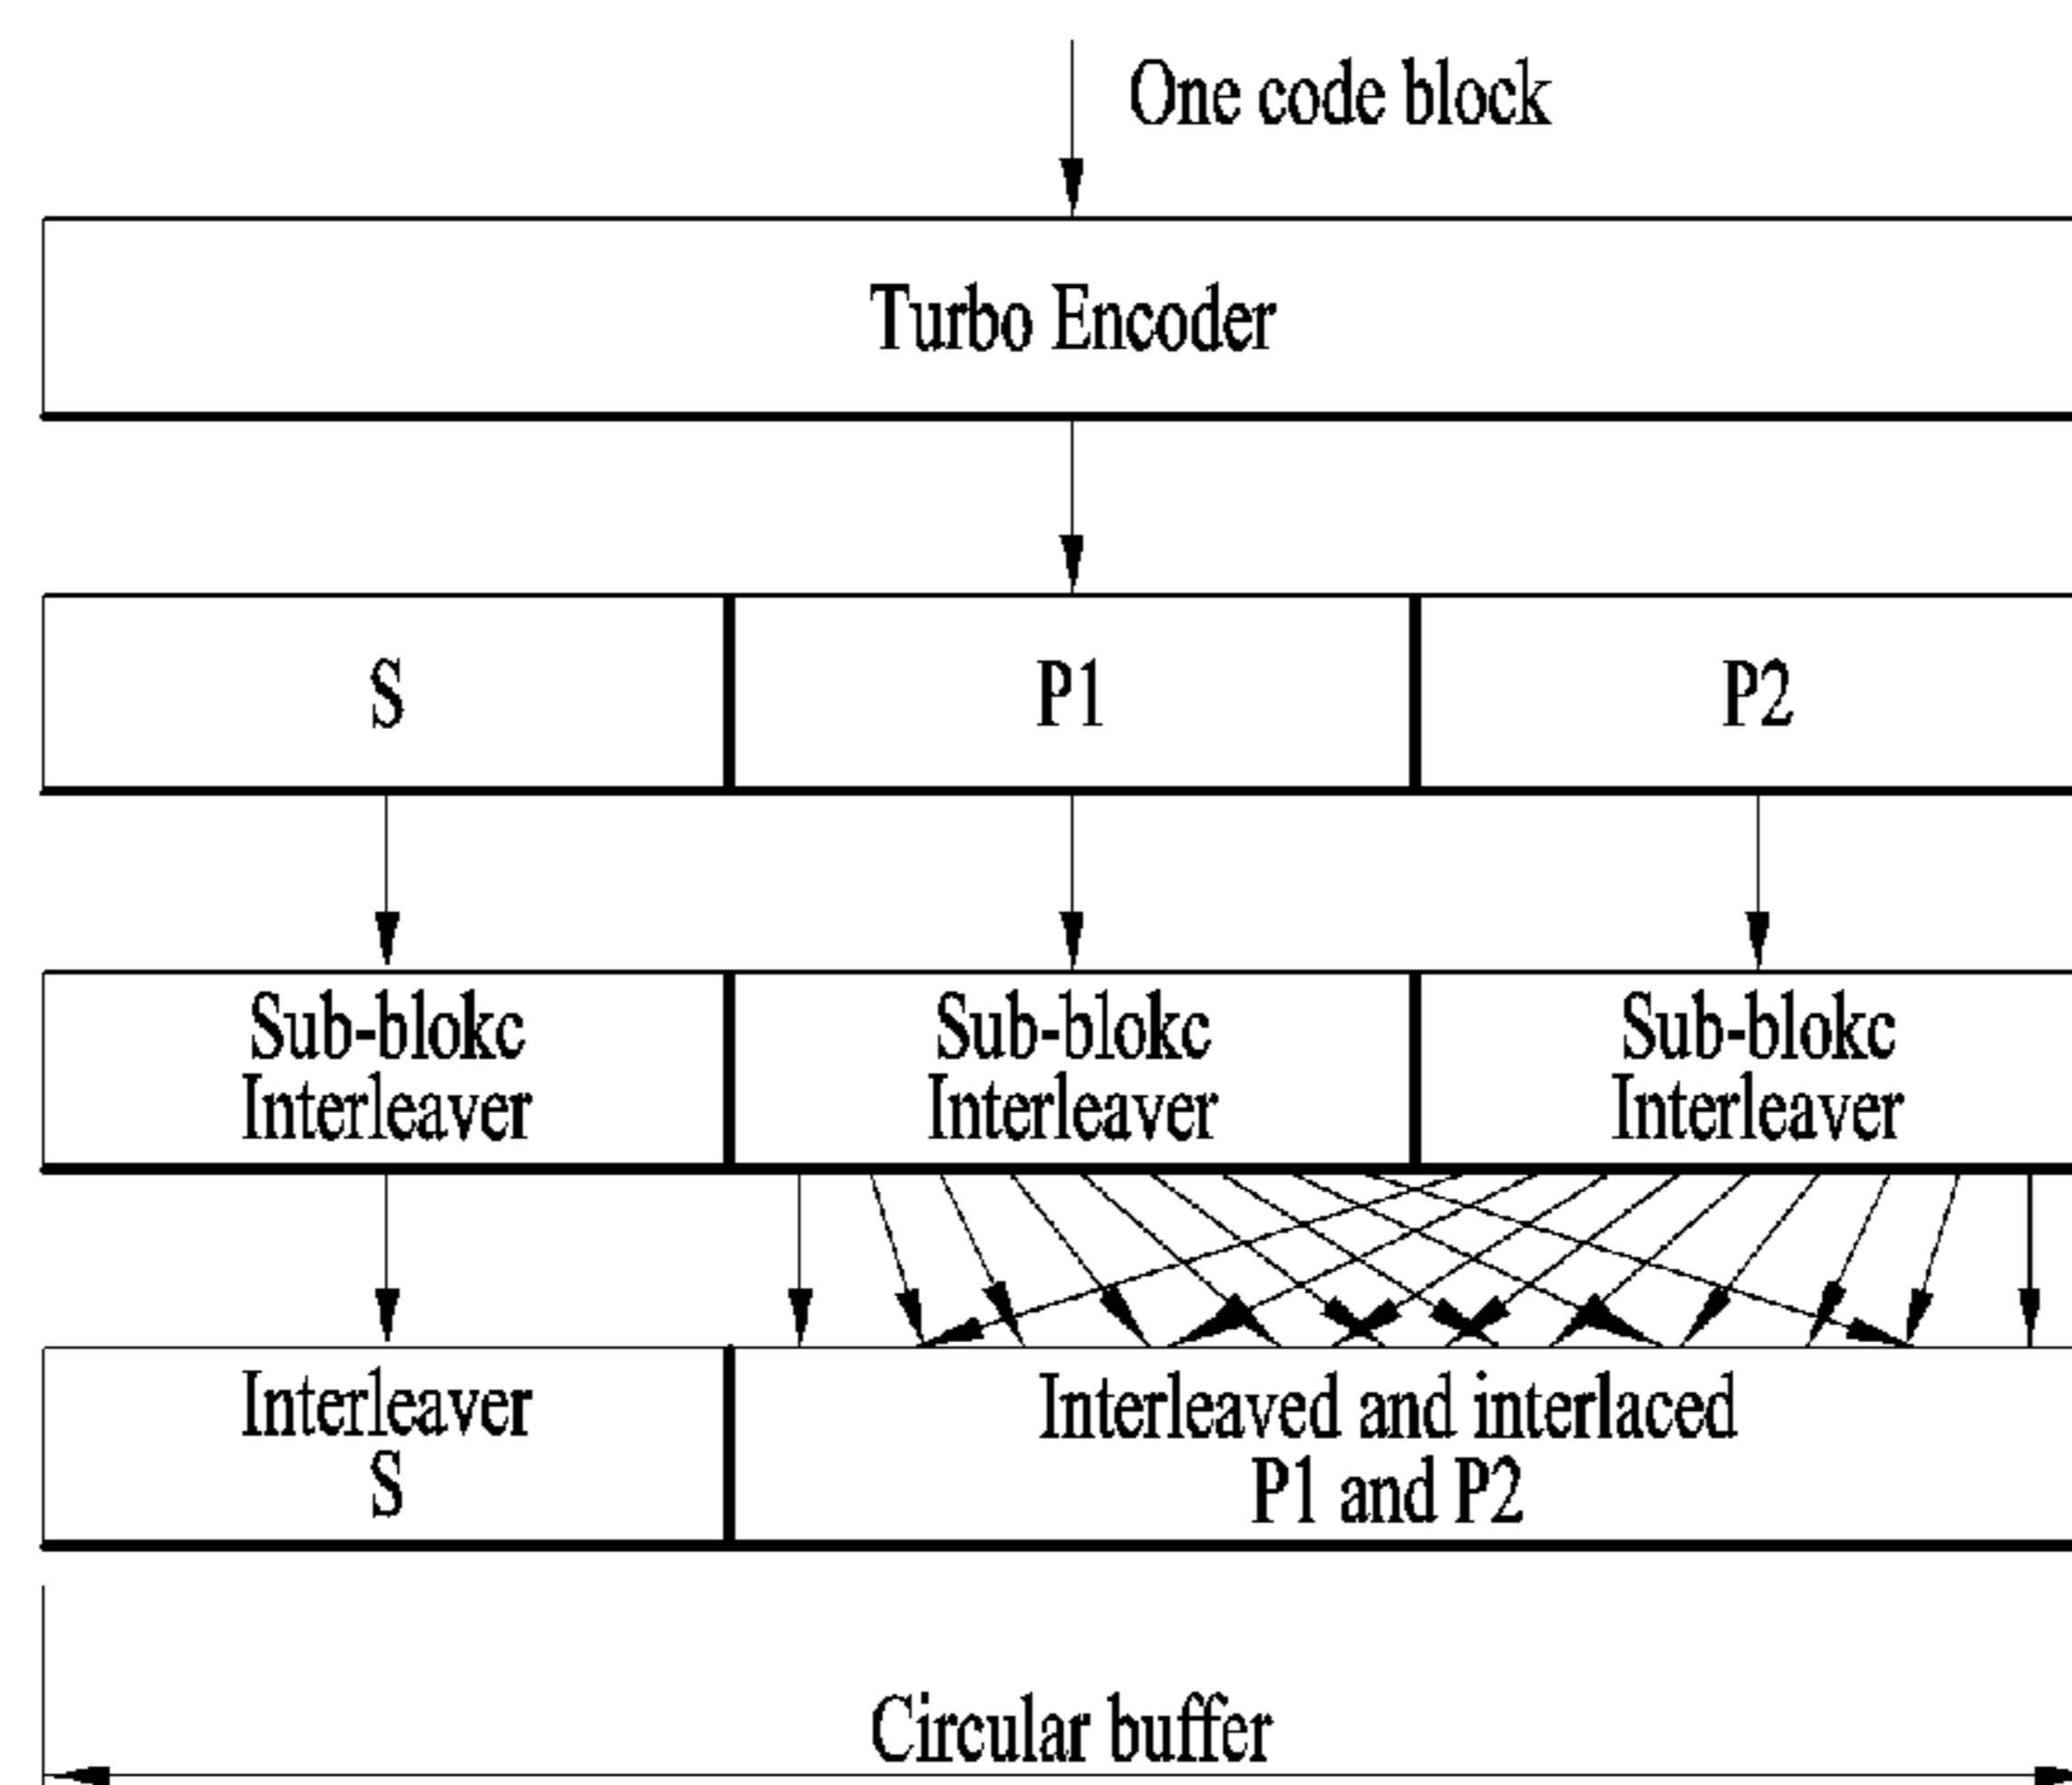 One code block
Turbo Encoder
S
P1
P2
Sub-blokc
Interleaver
Sub-blokc
Interleaver
Sub-blokc
Interleaver
Interleaver
S
Interleaved and interlaced
P1 and P2
Circular buffer